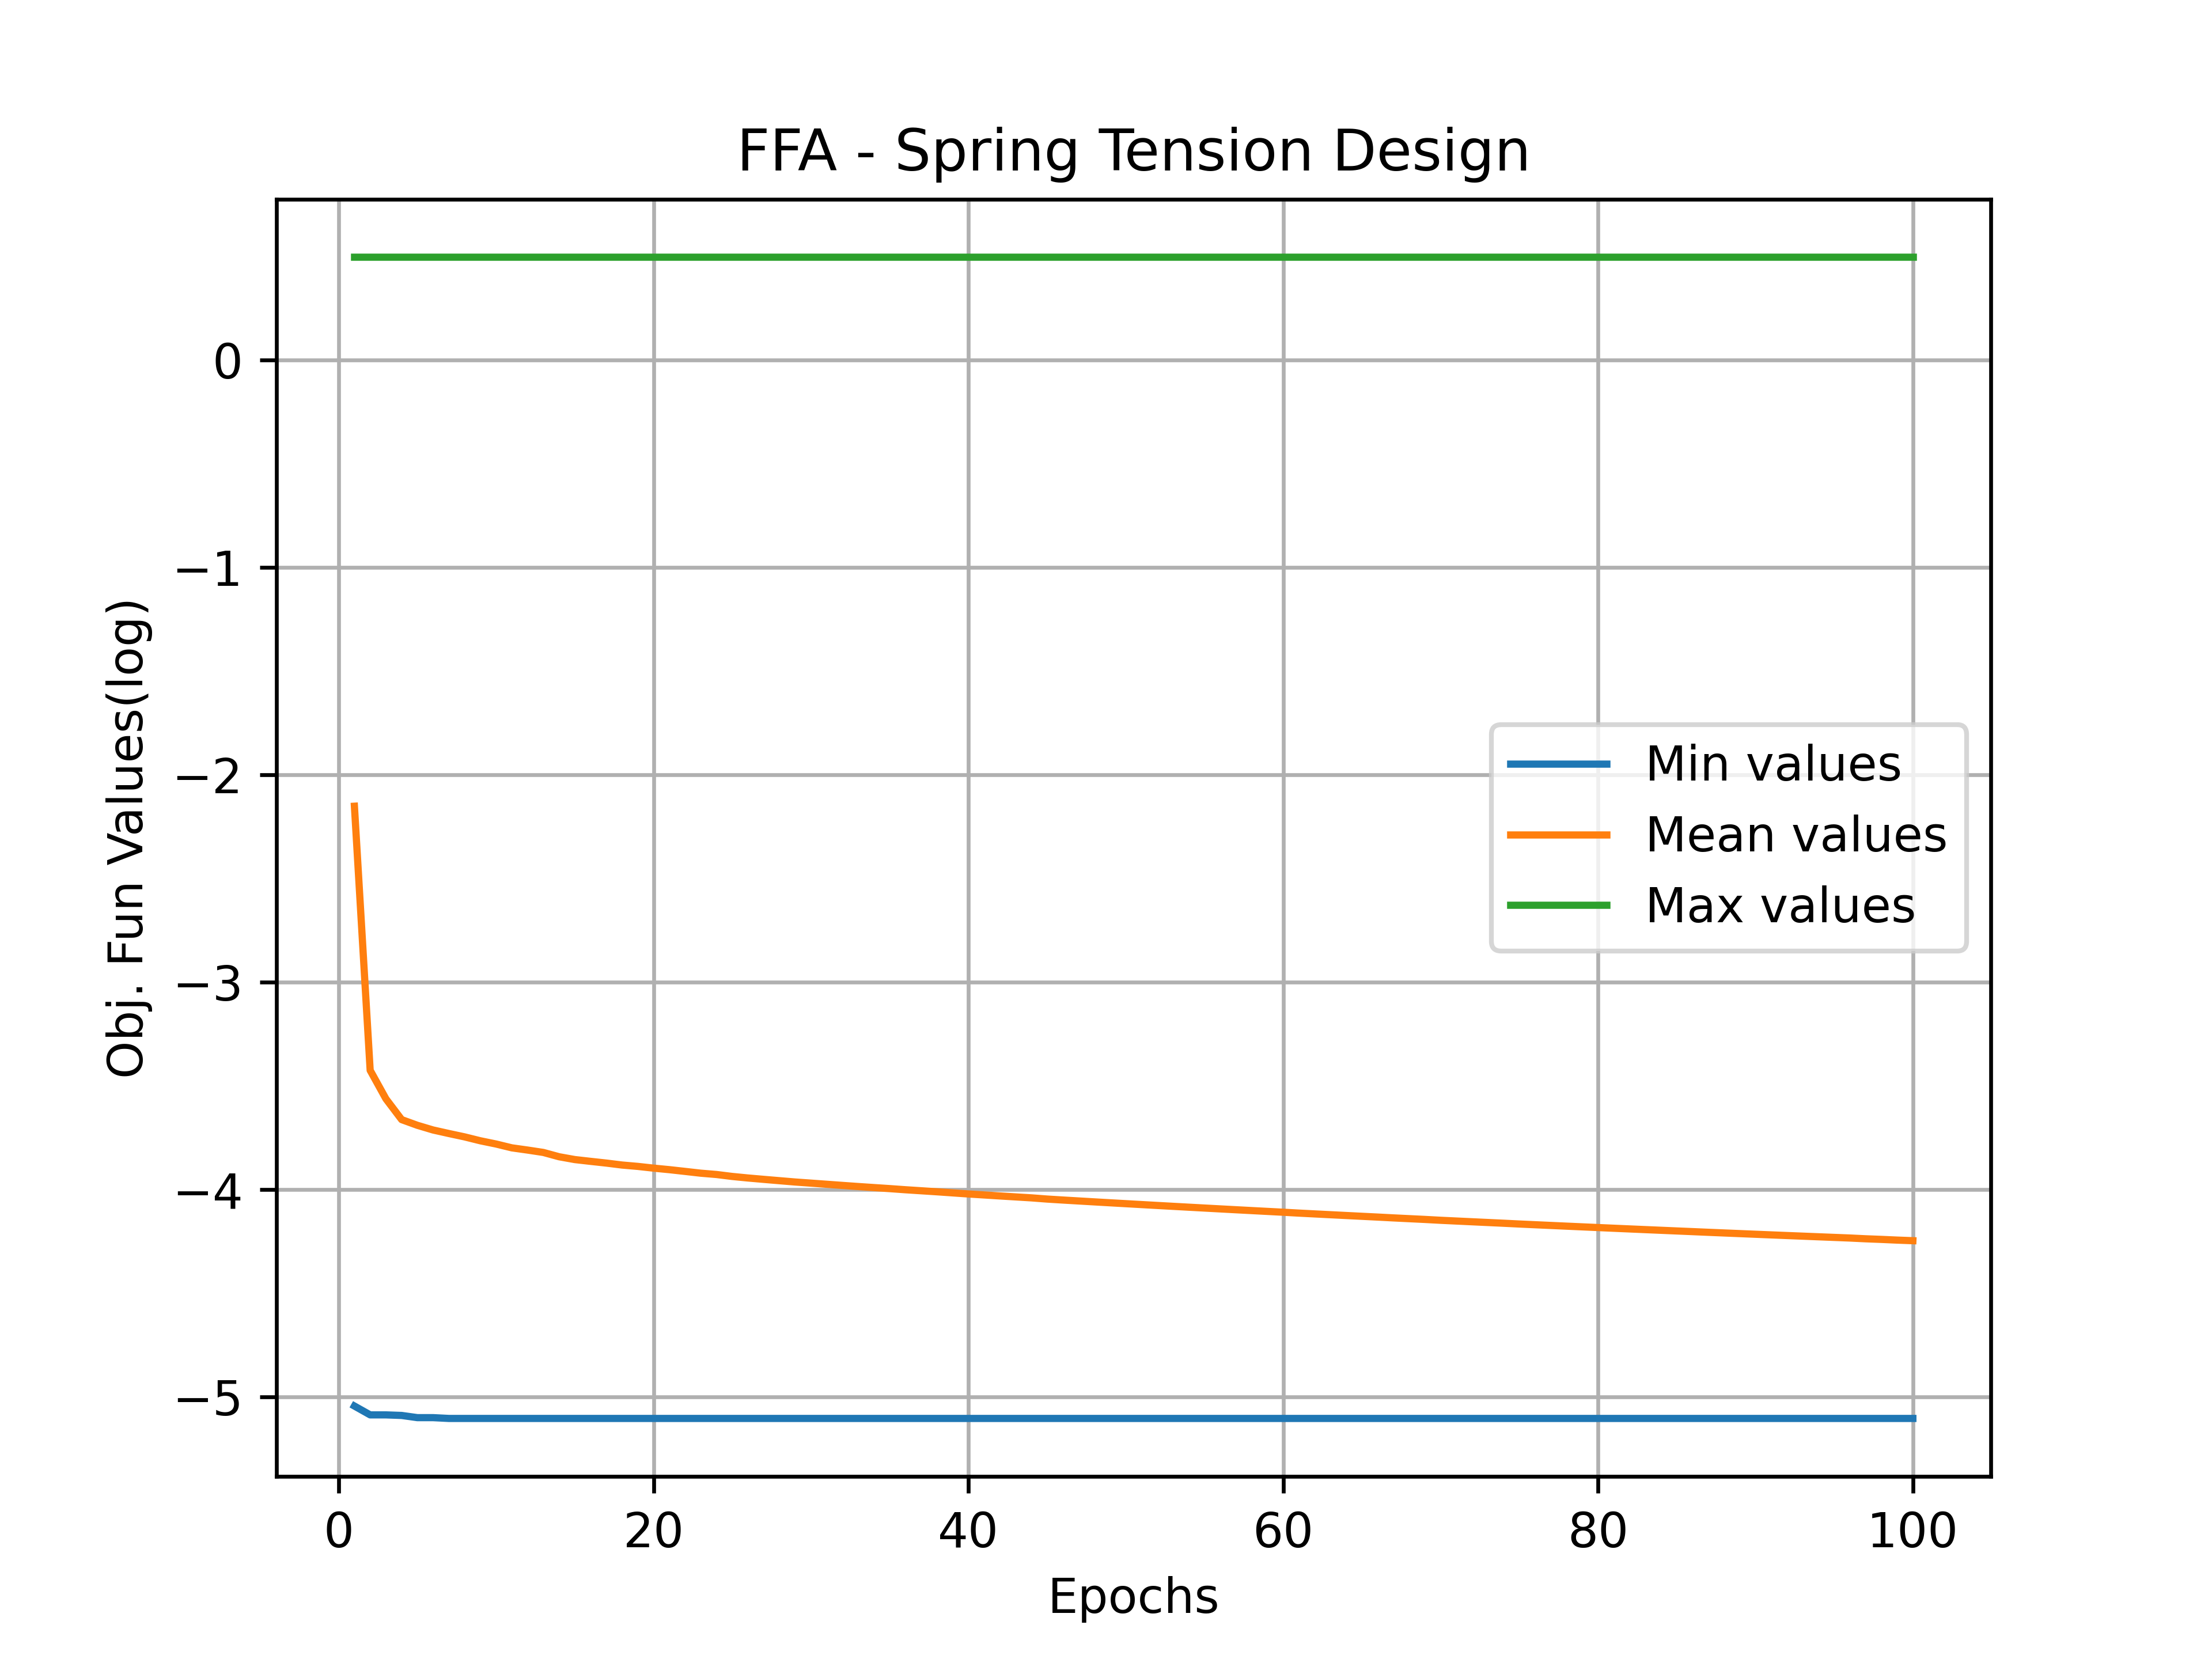 FFA - Spring Tension Design
Obj. Fun Values(log)
0
−1
−2
−3
−4
−5
Min values
Mean values
Max values
0 20 40 60 80 100
Epochs